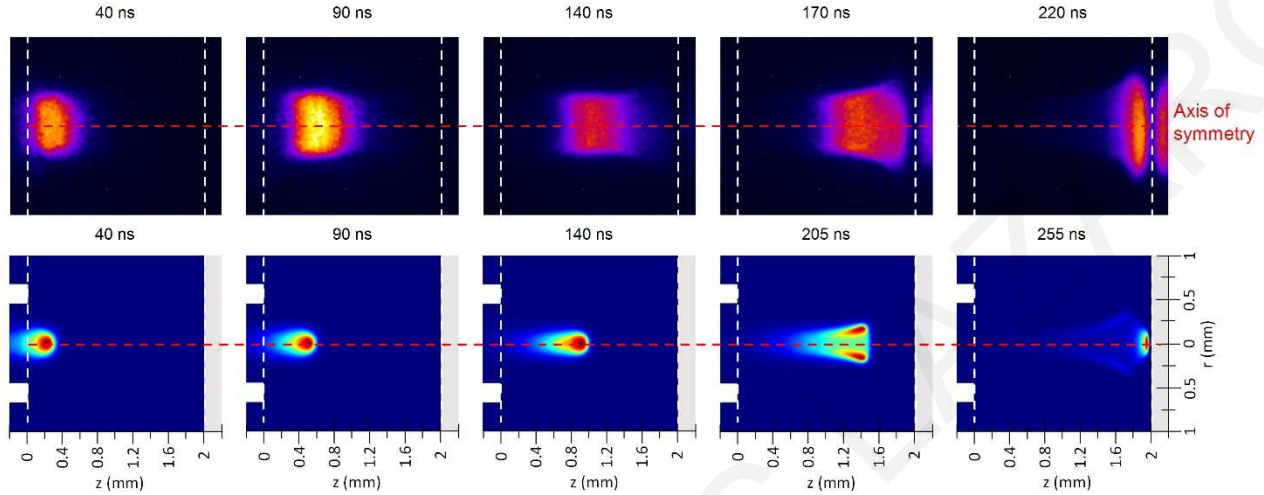 40 ns
90 ns
140 ns
170 ns
220 ns
Axis of
symmetry
40 ns
90 ns
140 ns
205 ns
255 ns
1
0.5
0
0.5
1
r (mm)
0 0.4 0.8 1.2 1.6 2
0 0.4 0.8 1.2 1.6 2
0 0.4 0.8 1.2 1.6 2
0 0.4 0.8 1.2 1.6 2
0 0.4 0.8 1.2 1.6 2
z (mm)
z (mm)
z (mm)
z (mm)
z (mm)